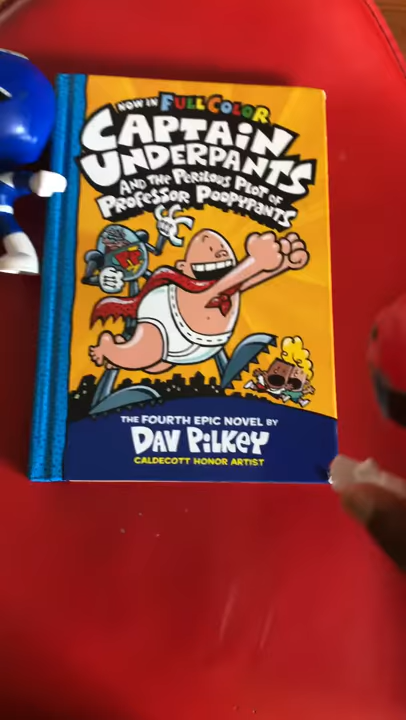 NOW IN FULL COLOR
CAPTAIN
UNDERPANTS
AND THE PERILOUS PLOT OF
PROFESSOR POOPYPANTS
THE FOURTH EPIC NOVEL BY
DAV PILKEY
CALDECOTT HONOR ARTIST